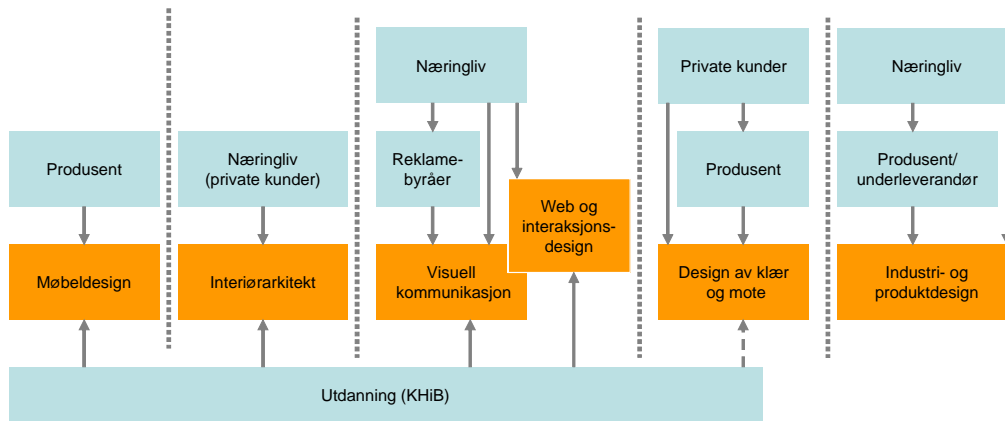 Næringliv
Private kunder
Næringliv
Produsent
Næringliv
(private kunder)
Reklame-
byråer
Produsent
Produsent/
underleverandør
Web og
interaksjons-
design
Møbeldesign
Interiørarkitekt
Visuell
kommunikasjon
Design av klær
og mote
Industri- og
produktdesign
Utdanning (KHiB)